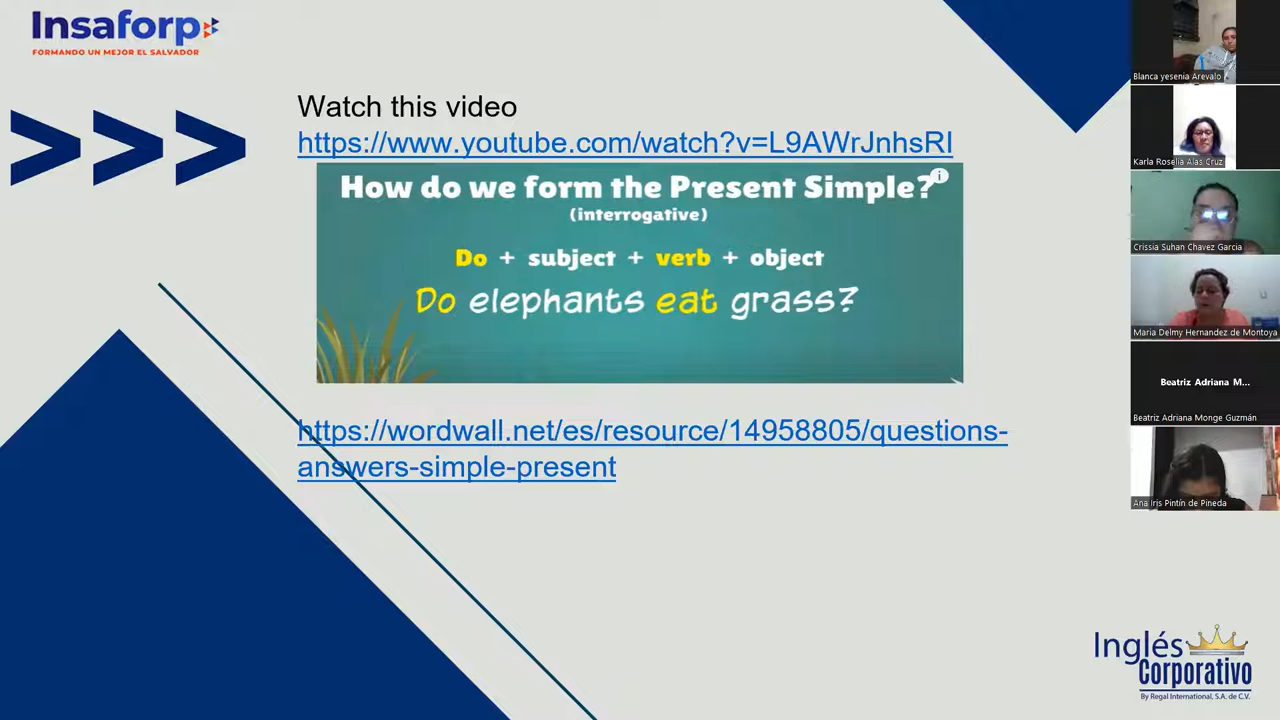 Insaforp
FORMANDO UN MEJOR EL SALVADOR
>>>
Watch this video
https://www.youtube.com/watch?v=L9AWrJnhsRI
How do we form the Present Simple?
(interrogative)
Do + subject + verb + object
Do elephants eat grass?
https://wordwall.net/es/resource/14958805/questions-
answers-simple-present
Blanca yesenia Arevalo
Karla Roselia Alas Cruz
Crissia Suhan Chavez Garcia
Maria Delmy Hernandez de Montoya
Beatriz Adriana M...
Beatriz Adriana Monge Guzmán
Ana Iris Pintín de Pineda
Inglés
Corporativo
By Regal International, S.A. de C.V.